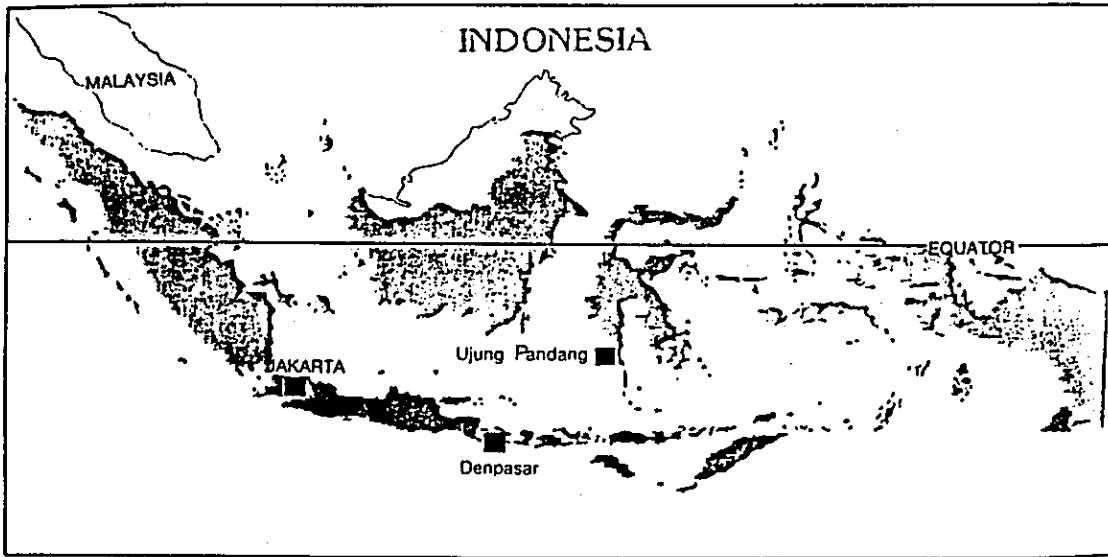 INDONESIA
MALAYSIA
EQUATOR
Ujung Pandang
JAKARTA
Denpasar